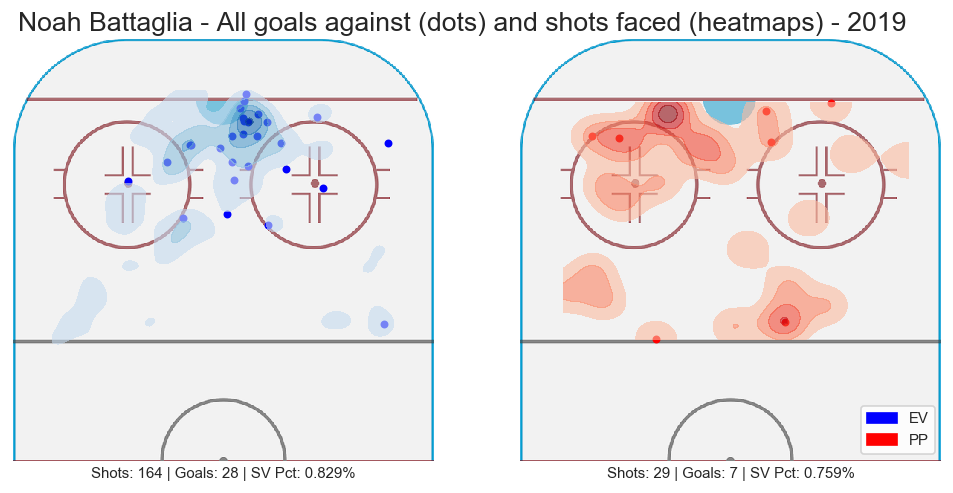 Noah Battaglia - All goals against (dots) and shots faced (heatmaps) - 2019
EV
PP
Shots: 164 | Goals: 28 | SV Pct: 0.829%
Shots: 29 | Goals: 7 | SV Pct: 0.759%